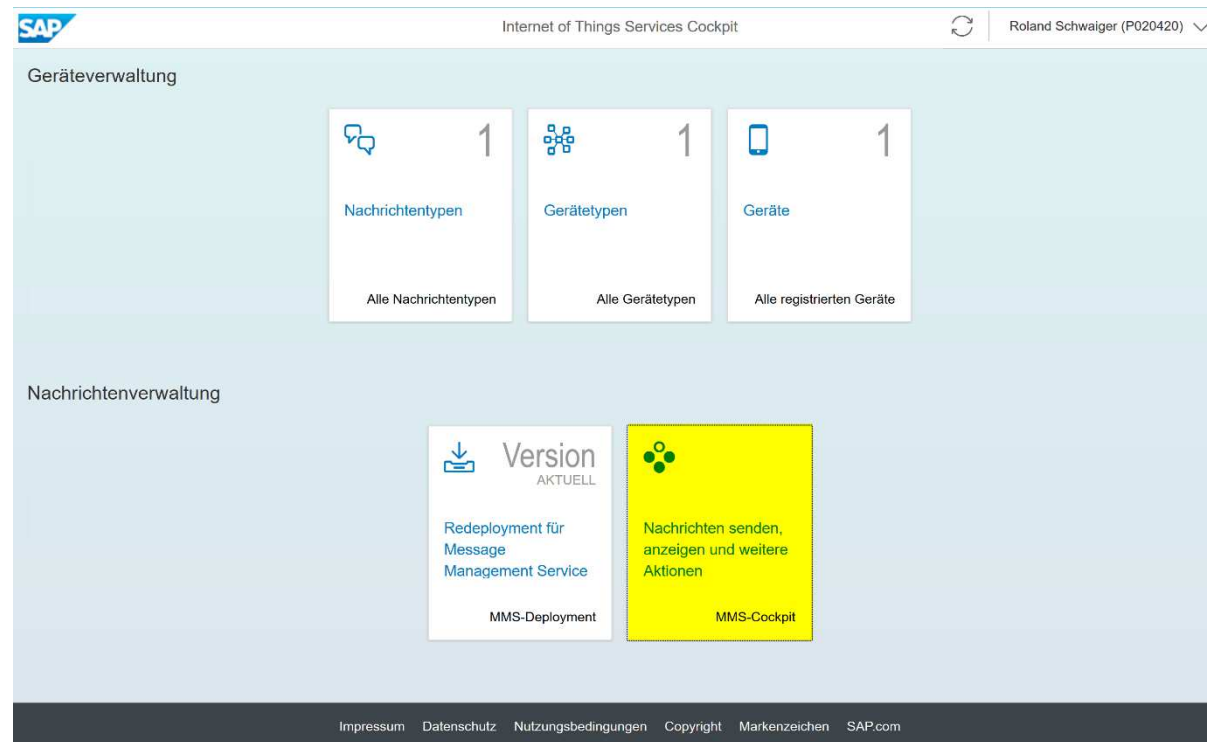 SAP
Internet of Things Services Cockpit
Roland Schwaiger (P020420)
Geräteverwaltung
1
Nachrichtentypen
Alle Nachrichtentypen
1
Gerätetypen
Alle Gerätetypen
1
Geräte
Alle registrierten Geräte
Nachrichtenverwaltung
Version
AKTUELL
Redeployment für
Message
Management Service
MMS-Deployment
Nachrichten senden,
anzeigen und weitere
Aktionen
MMS-Cockpit
Impressum Datenschutz Nutzungsbedingungen Copyright Markenzeichen SAP.com